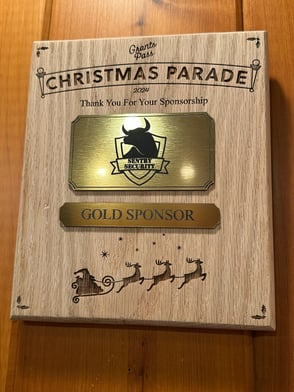 Grants
Pass
CHRISTMAS PARADE
2024
Thank You For Your Sponsorship
SENTRY
SECURITY
GOLD SPONSOR